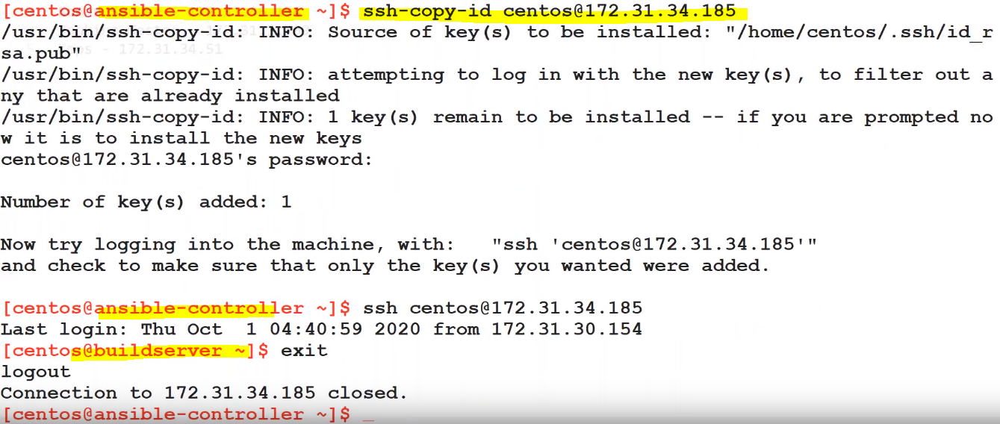 [centos@ansible-controller ~]$ ssh-copy-id centos@172.31.34.185
/usr/bin/ssh-copy-id: INFO: Source of key(s) to be installed: "/home/centos/.ssh/id_r
sa.pub"
/usr/bin/ssh-copy-id: INFO: attempting to log in with the new key(s), to filter out a
ny that are already installed
/usr/bin/ssh-copy-id: INFO: 1 key(s) remain to be installed -- if you are prompted no
w it is to install the new keys
centos@172.31.34.185's password:
Number of key(s) added: 1
Now try logging into the machine, with:   "ssh 'centos@172.31.34.185'"
and check to make sure that only the key(s) you wanted were added.
[centos@ansible-controller ~]$ ssh centos@172.31.34.185
Last login: Thu Oct  1 04:40:59 2020 from 172.31.30.154
[centos@buildserver ~]$ exit
logout
Connection to 172.31.34.185 closed.
[centos@ansible-controller ~]$ _